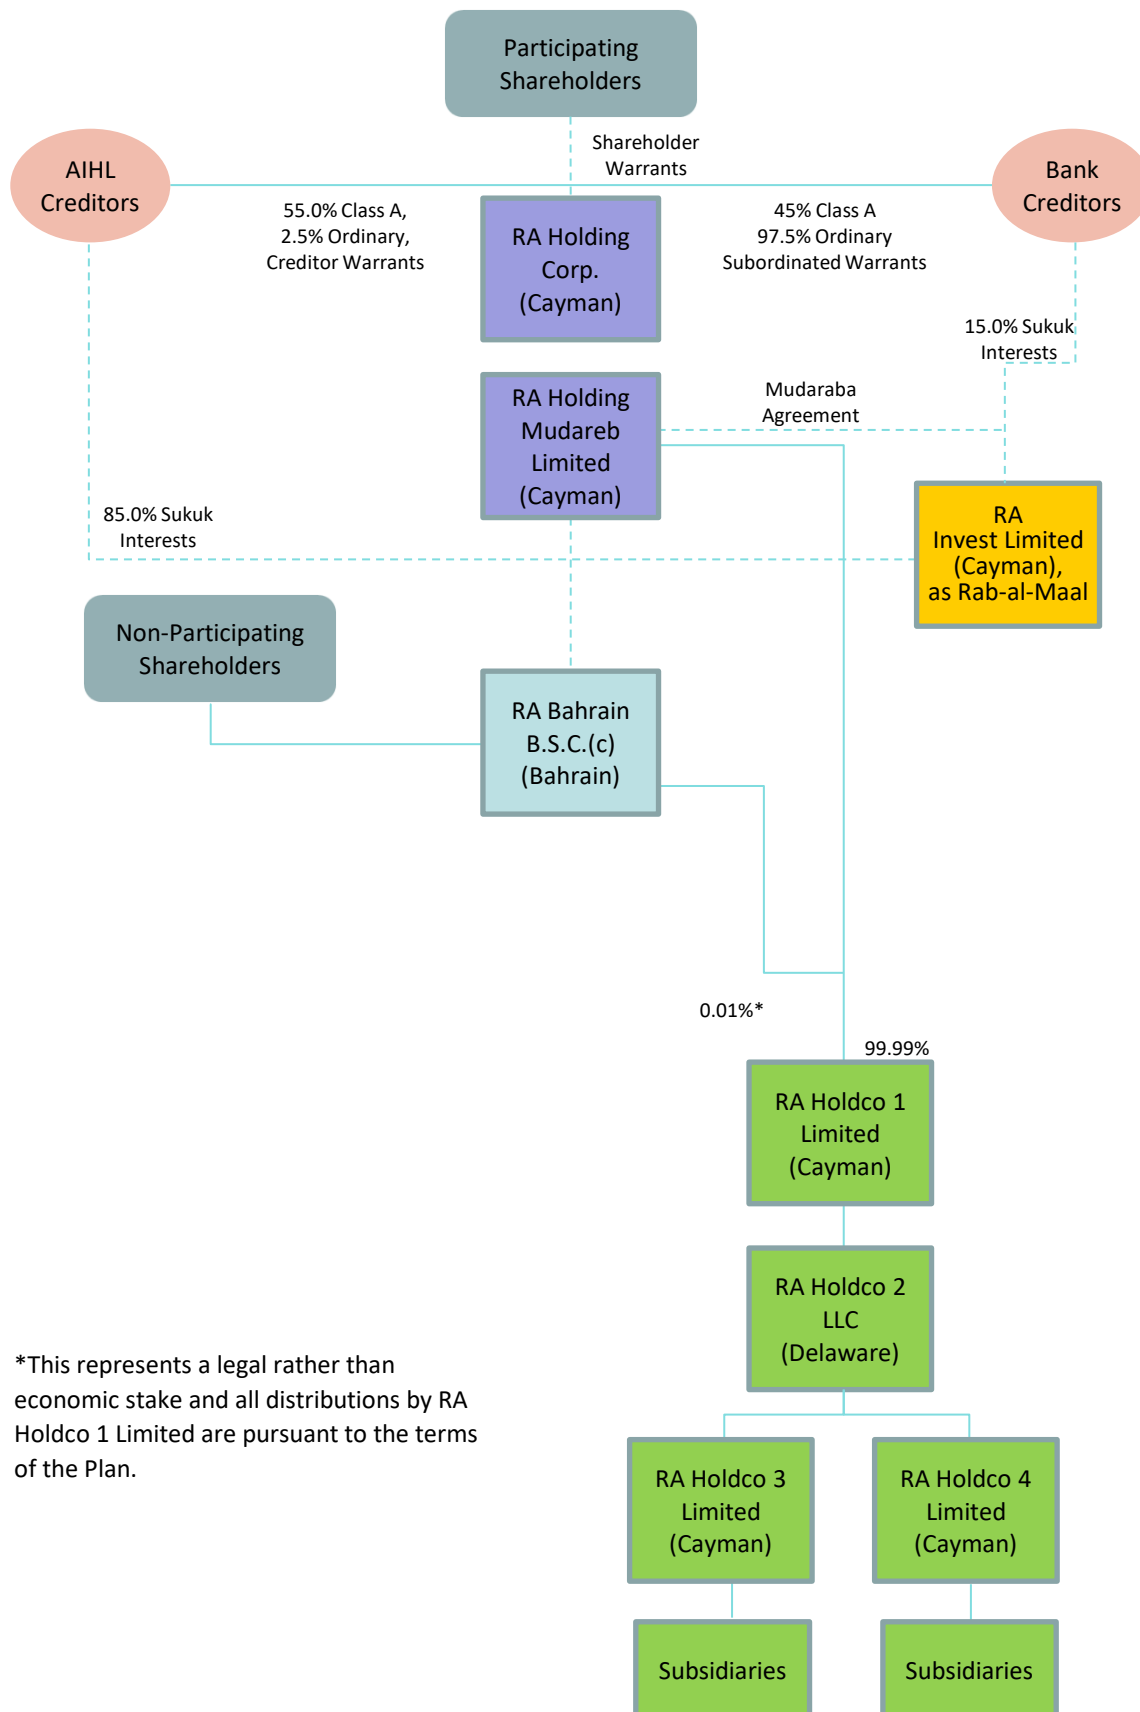 Participating
Shareholders
Shareholder
Warrants
AIHL
Creditors
Bank
Creditors
55.0% Class A,
2.5% Ordinary,
Creditor Warrants
RA Holding
Corp.
(Cayman)
45% Class A
97.5% Ordinary
Subordinated Warrants
15.0% Sukuk
Interests
RA Holding
Mudareb
Limited
(Cayman)
Mudaraba
Agreement
85.0% Sukuk
Interests
RA
Invest Limited
(Cayman),
as Rab-al-Maal
Non-Participating
Shareholders
RA Bahrain
B.S.C.(c)
(Bahrain)
0.01%*
99.99%
RA Holdco 1
Limited
(Cayman)
RA Holdco 2
LLC
(Delaware)
*This represents a legal rather than
economic stake and all distributions by RA
Holdco 1 Limited are pursuant to the terms
of the Plan.
RA Holdco 3
Limited
(Cayman)
RA Holdco 4
Limited
(Cayman)
Subsidiaries
Subsidiaries